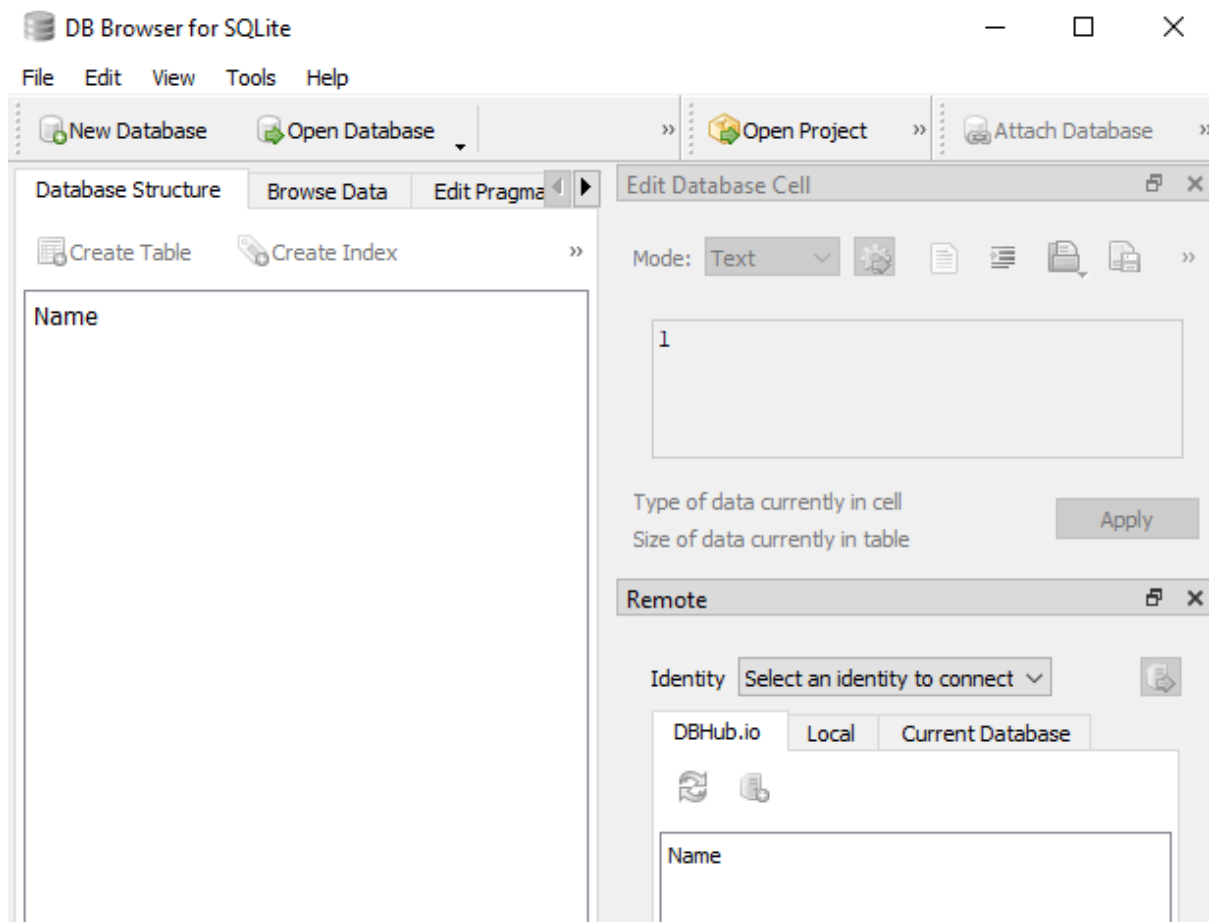 DB Browser for SQLite
File Edit View Tools Help
New Database Open Database » Open Project » Attach Database »
Database Structure Browse Data Edit Pragma
Create Table Create Index »
Name
Edit Database Cell
Mode: Text »
1
Type of data currently in cell
Size of data currently in table
Apply
Remote
Identity Select an identity to connect
DBHub.io Local Current Database
Name